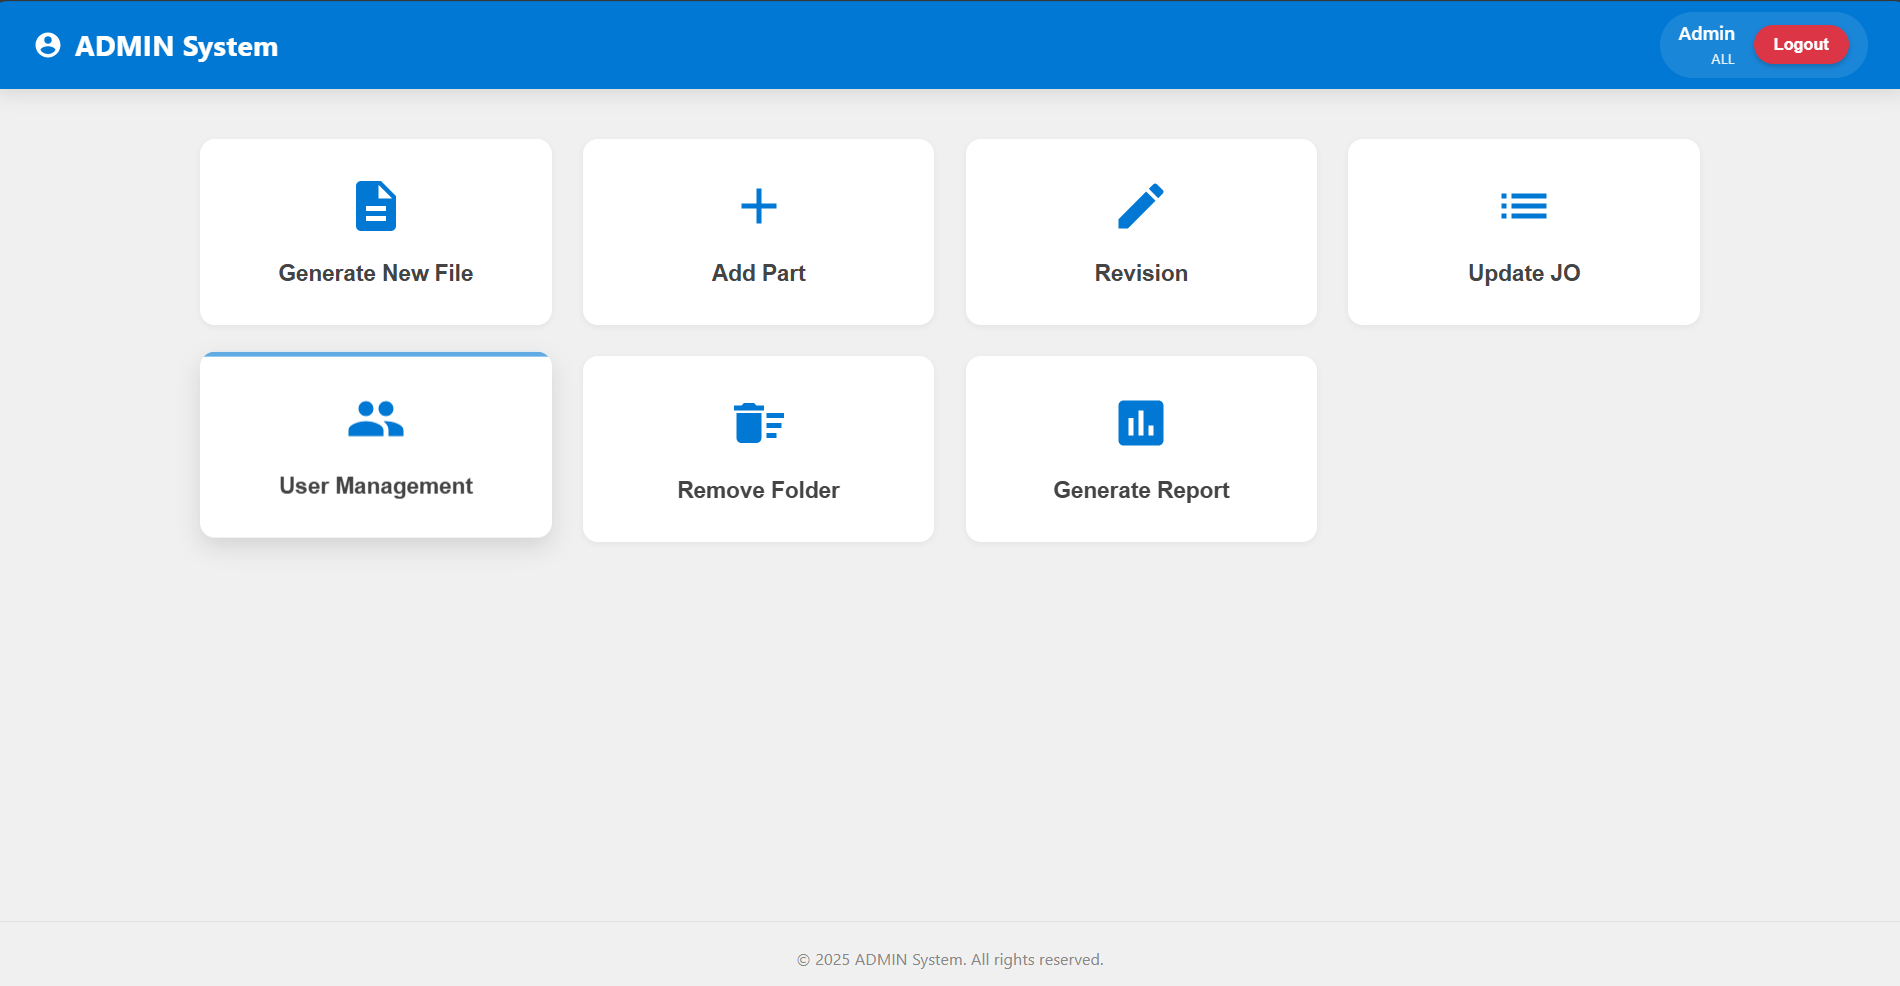 ADMIN System
Admin
ALL
Logout
Generate New File
Add Part
Revision
Update JO
User Management
Remove Folder
Generate Report
© 2025 ADMIN System. All rights reserved.